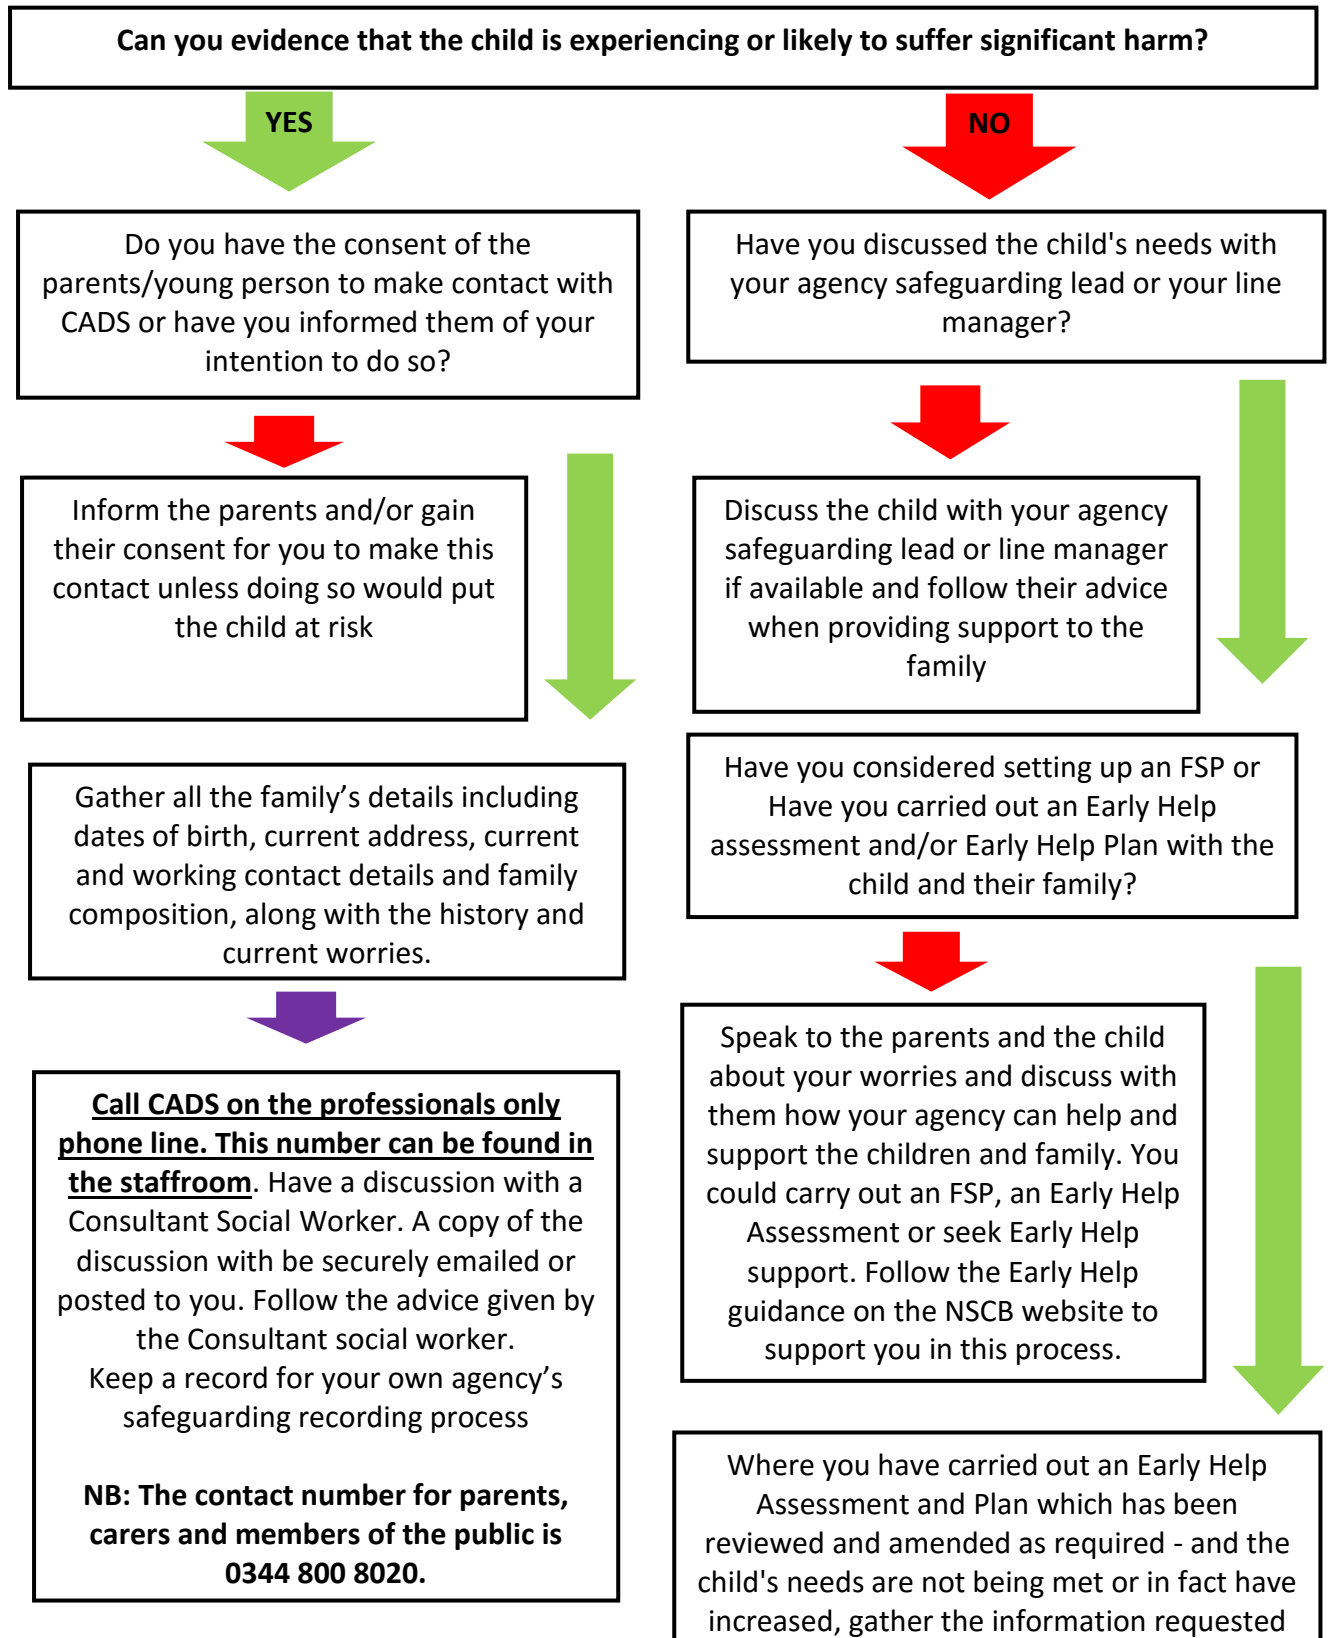 Can you evidence that the child is experiencing or likely to suffer significant harm?
YES
NO
Do you have the consent of the
parents/young person to make contact with
CADS or have you informed them of your
intention to do so?
Have you discussed the child's needs with
your agency safeguarding lead or your line
manager?
Inform the parents and/or gain
their consent for you to make this
contact unless doing so would put
the child at risk
Discuss the child with your agency
safeguarding lead or line manager
if available and follow their advice
when providing support to the
family
Gather all the family’s details including
dates of birth, current address, current
and working contact details and family
composition, along with the history and
current worries.
Have you considered setting up an FSP or
Have you carried out an Early Help
assessment and/or Early Help Plan with the
child and their family?
Call CADS on the professionals only
phone line. This number can be found in
the staffroom. Have a discussion with a
Consultant Social Worker. A copy of the
discussion with be securely emailed or
posted to you. Follow the advice given by
the Consultant social worker.
Keep a record for your own agency’s
safeguarding recording process
NB: The contact number for parents,
carers and members of the public is
0344 800 8020.
Speak to the parents and the child
about your worries and discuss with
them how your agency can help and
support the children and family. You
could carry out an FSP, an Early Help
Assessment or seek Early Help
support. Follow the Early Help
guidance on the NSCB website to
support you in this process.
Where you have carried out an Early Help
Assessment and Plan which has been
reviewed and amended as required - and the
child's needs are not being met or in fact have
increased, gather the information requested